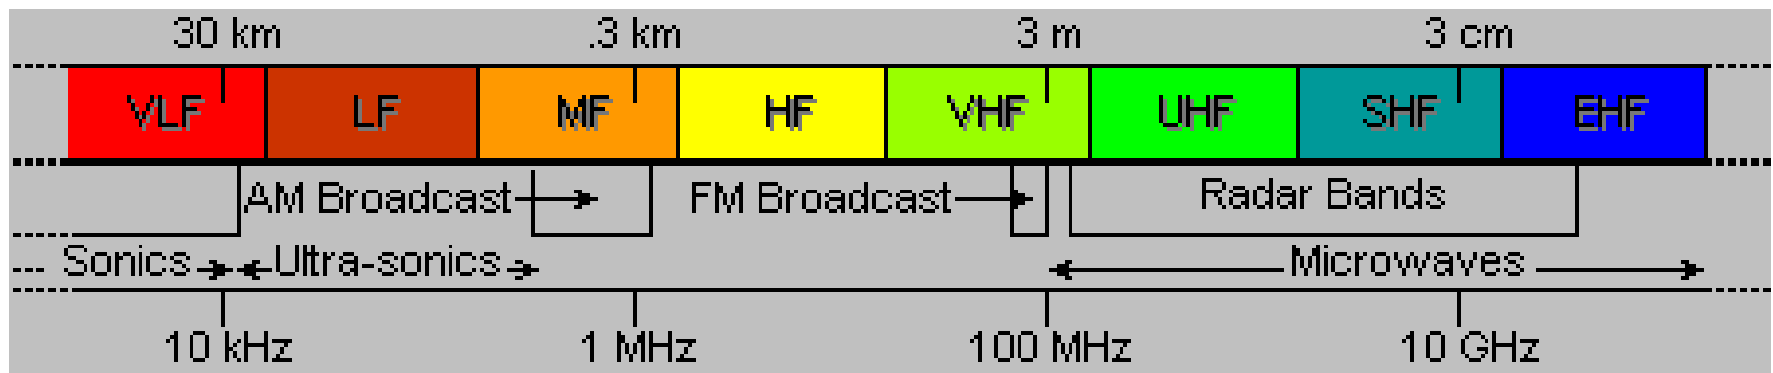 30 km .3 km 3 m 3 cm
VLF LF MF HF VHF UHF SHF EHF
AM Broadcast FM Broadcast Radar Bands
Sonics Ultra-sonics Microwaves
10 kHz 1 MHz 100 MHz 10 GHz